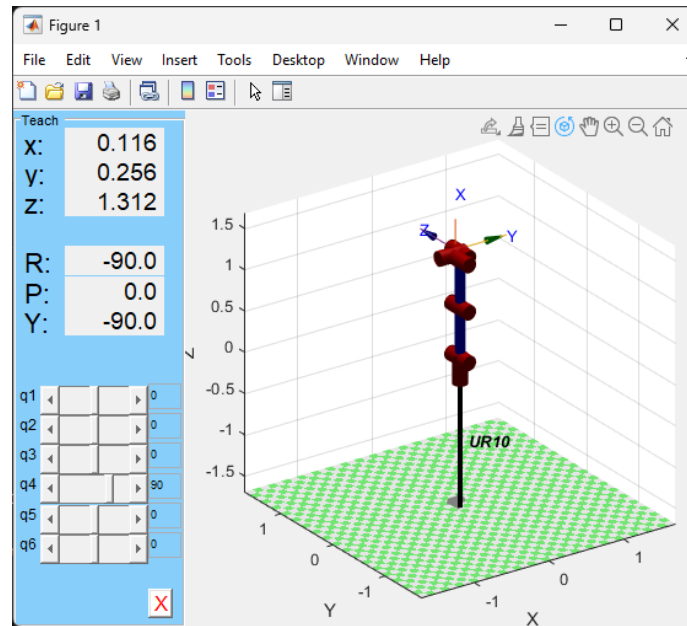 Figure 1
File Edit View Insert Tools Desktop Window Help
Teach
x: 0.116
y: 0.256
z: 1.312
R: -90.0
P: 0.0
Y: -90.0
q1 0
q2 0
q3 0
q4 90
q5 0
q6 0
X
X
Z
Y
1.5
1
0.5
0
-0.5
-1
-1.5
Z
UR10
1
0
-1
Y
-1
0
1
X